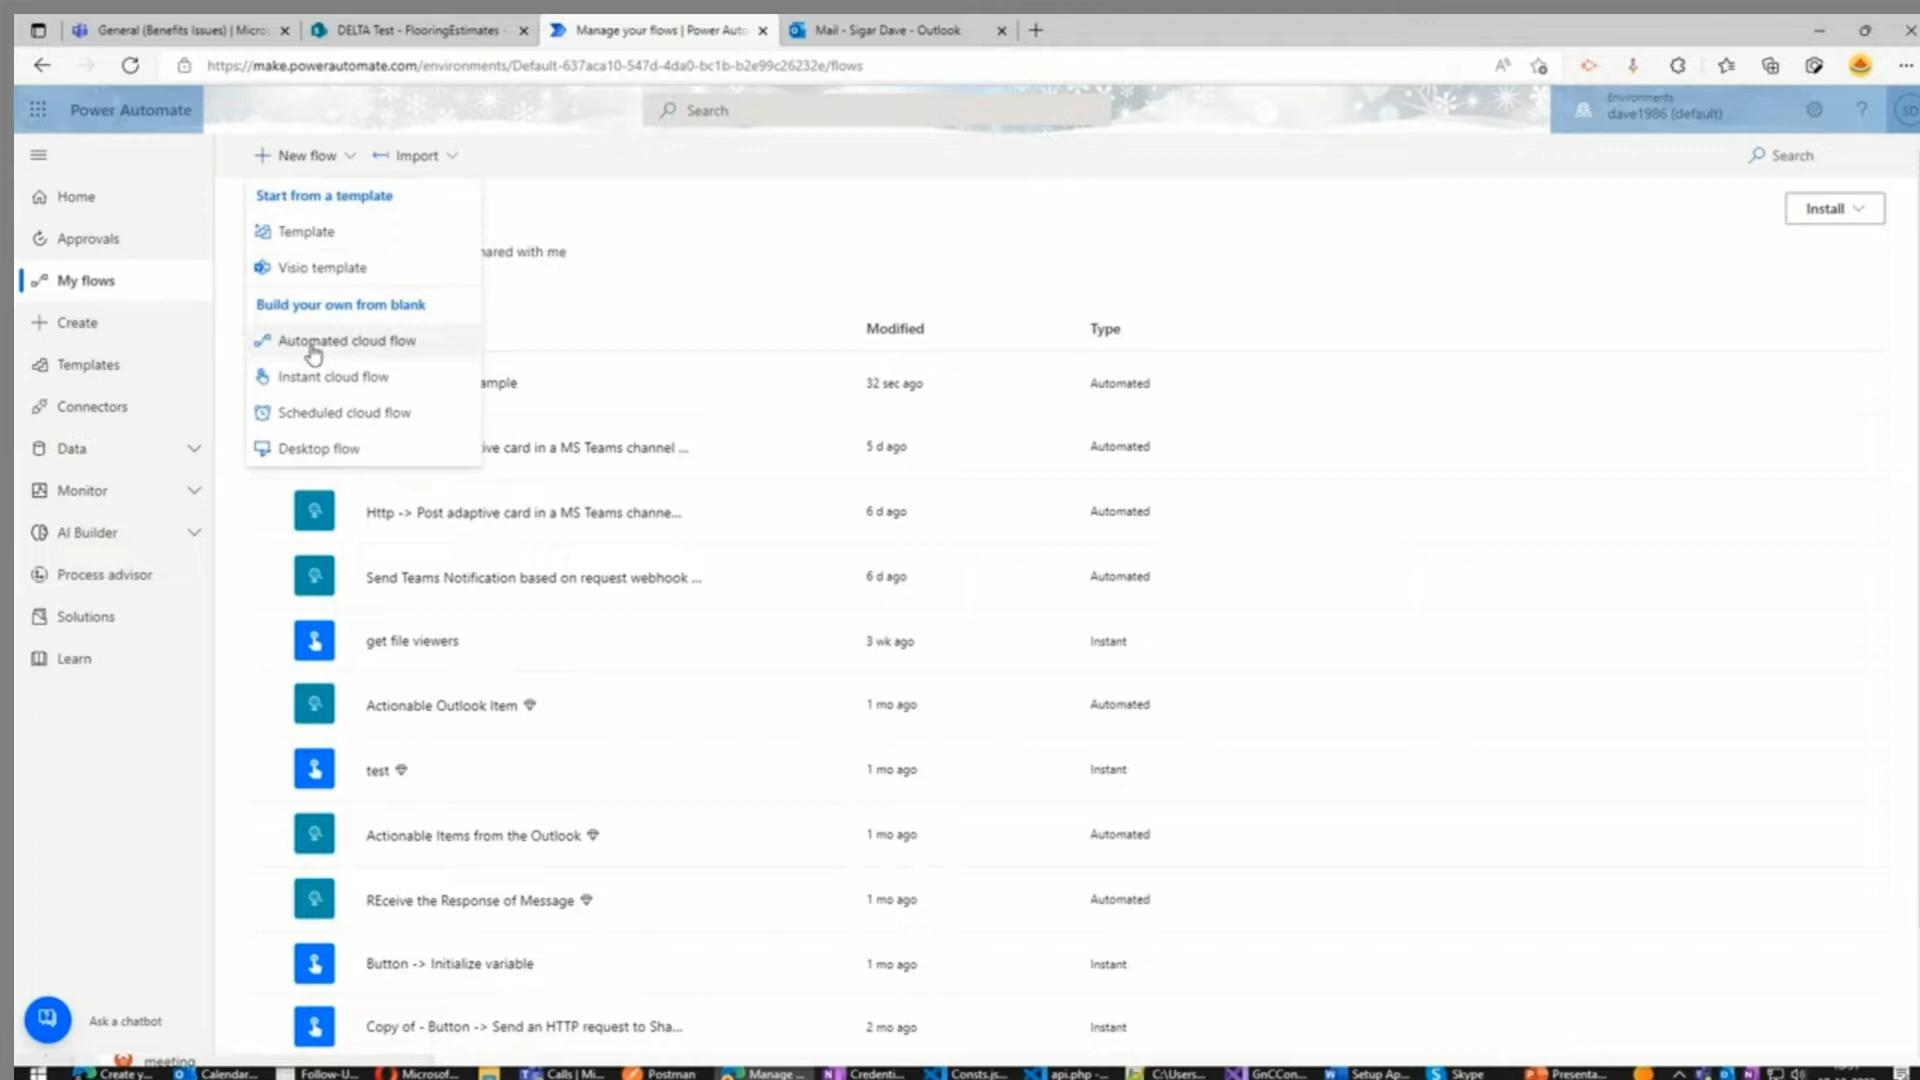 General (Benefits Issues) | Micro:
DELTA Test - FlooringEstimates -
Manage your flows | Power Auto
Mail - Sigar Dave - Outlook
https://make.powerautomate.com/environments/Default-637aca10-547d-4da0-bc1b-b2e99c26232e/flows
Power Automate
Search
Environments
dave1986 (default)
SD
New flow
Import
Search
Home
Approvals
My flows
Create
Templates
Connectors
Data
Monitor
AI Builder
Process advisor
Solutions
Learn
Ask a chatbot
Start from a template
Template
Visio template
Build your own from blank
Automated cloud flow
Instant cloud flow
Scheduled cloud flow
Desktop flow
Install
hared with me
Modified
Type
ample
32 sec ago
Automated
ive card in a MS Teams channel ...
5 d ago
Automated
Http -> Post adaptive card in a MS Teams channe...
6 d ago
Automated
Send Teams Notification based on request webhook ...
6 d ago
Automated
get file viewers
3 wk ago
Instant
Actionable Outlook Item
1 mo ago
Automated
test
1 mo ago
Instant
Actionable Items from the Outlook
1 mo ago
Automated
REceive the Response of Message
1 mo ago
Automated
Button -> Initialize variable
1 mo ago
Instant
Copy of - Button -> Send an HTTP request to Sha...
2 mo ago
Instant
meeting
Create y...
Calendar...
Follow-U...
Microsof...
Calls | Mi...
Postman
Manage ...
Credenti...
Consts.js...
api.php -...
C:\Users...
GnCCon...
Setup Ap...
Skype
Presenta...